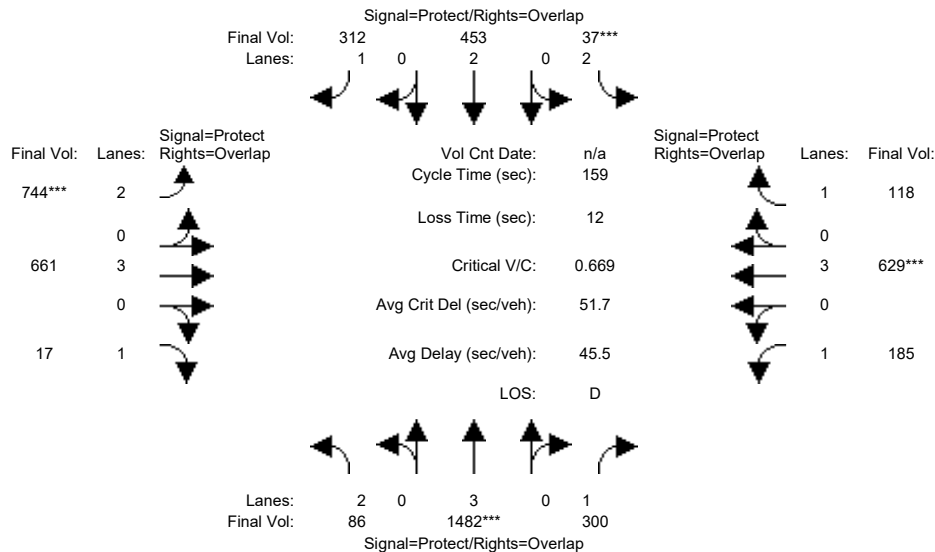 Signal=Protect/Rights=Overlap
Final Vol: 312 453 37***
Lanes: 1 0 2 0 2
Signal=Protect Signal=Protect
Final Vol: Lanes: Rights=Overlap Vol Cnt Date: n/a Rights=Overlap Lanes: Final Vol:
Cycle Time (sec): 159
744*** 2 1 118
Loss Time (sec): 12
0 0
661 3 Critical V/C: 0.669 3 629***
0 Avg Crit Del (sec/veh): 51.7 0
17 1 Avg Delay (sec/veh): 45.5 1 185
LOS: D
Lanes: 2 0 3 0 1
Final Vol: 86 1482*** 300
Signal=Protect/Rights=Overlap